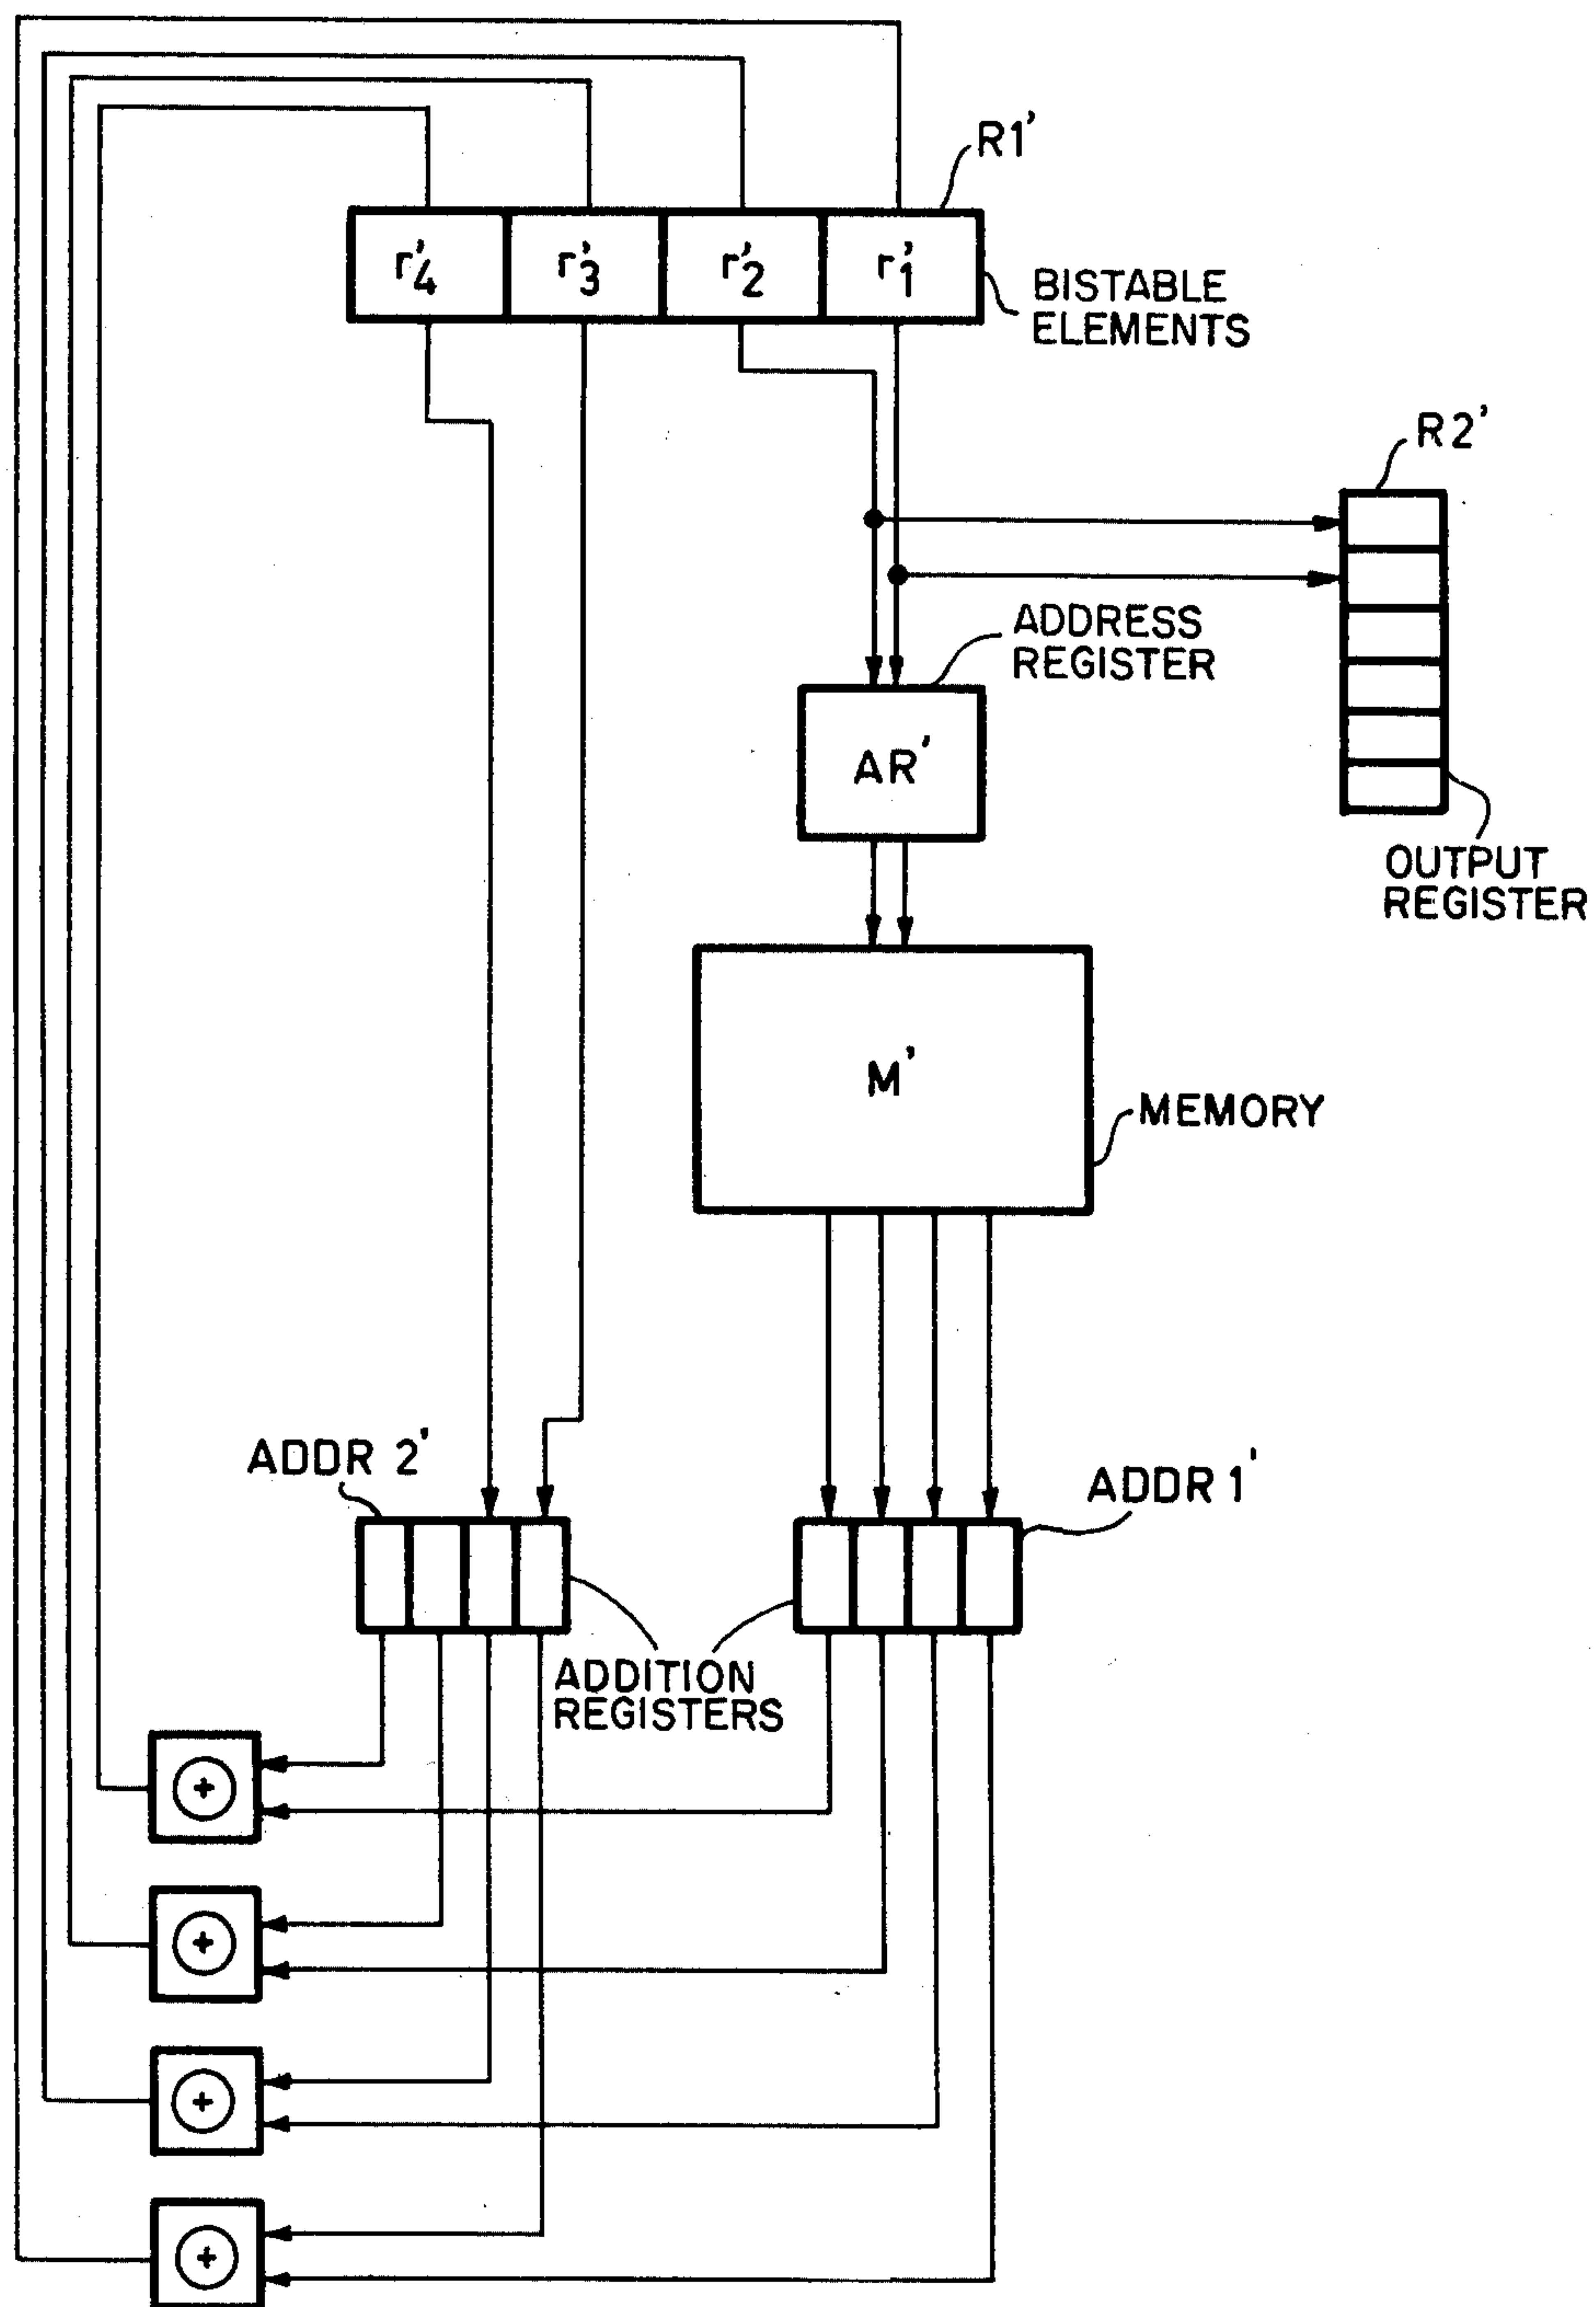 R1'
r'4 r'3 r'2 r'1
BISTABLE
ELEMENTS
R2'
ADDRESS
REGISTER
AR'
OUTPUT
REGISTER
M'
MEMORY
ADDR 2'
ADDR 1'
ADDITION
REGISTERS
+
+
+
+